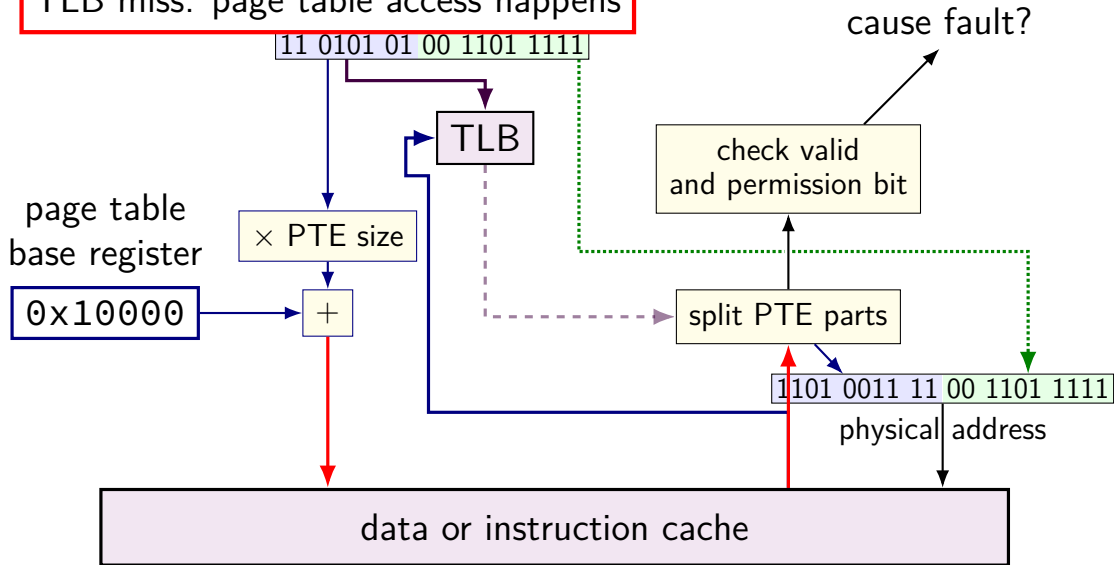 TLB miss: page table access happens
cause fault?
11 0101 01 00 1101 1111
TLB
check valid
and permission bit
page table
base register
× PTE size
0x10000
+
split PTE parts
1101 0011 11 00 1101 1111
physical address
data or instruction cache